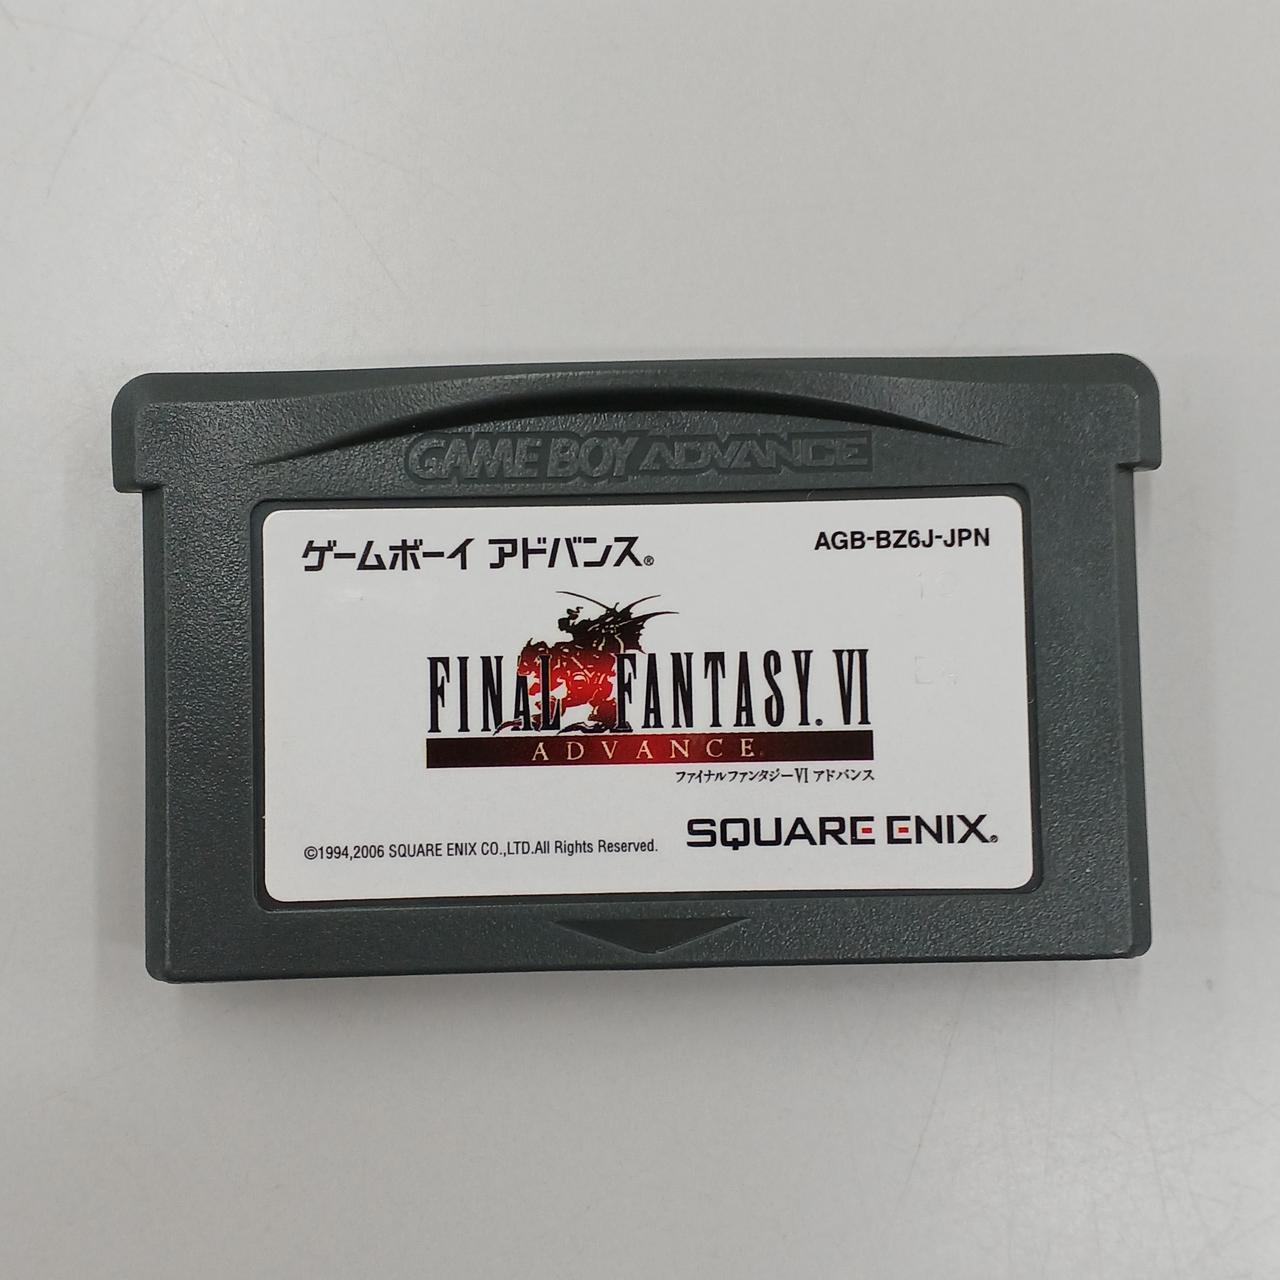 GAME BOY ADVANCE
ゲームボーイ アドバンス®
AGB-BZ6J-JPN
FINAL FANTASY. VI
ADVANCE
ファイナルファンタジーVI アドバンス
©1994,2006 SQUARE ENIX CO.,LTD.All Rights Reserved.
SQUARE ENIX®